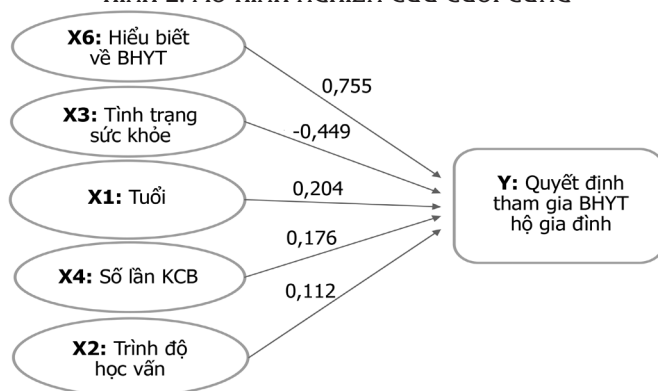 X6: Hiểu biết
về BHYT
0,755
X3: Tình trạng
sức khỏe
-0,449
X1: Tuổi
0,204
Y: Quyết định
tham gia BHYT
hộ gia đình
X4: Số lần KCB
0,176
0,112
X2: Trình độ
học vấn